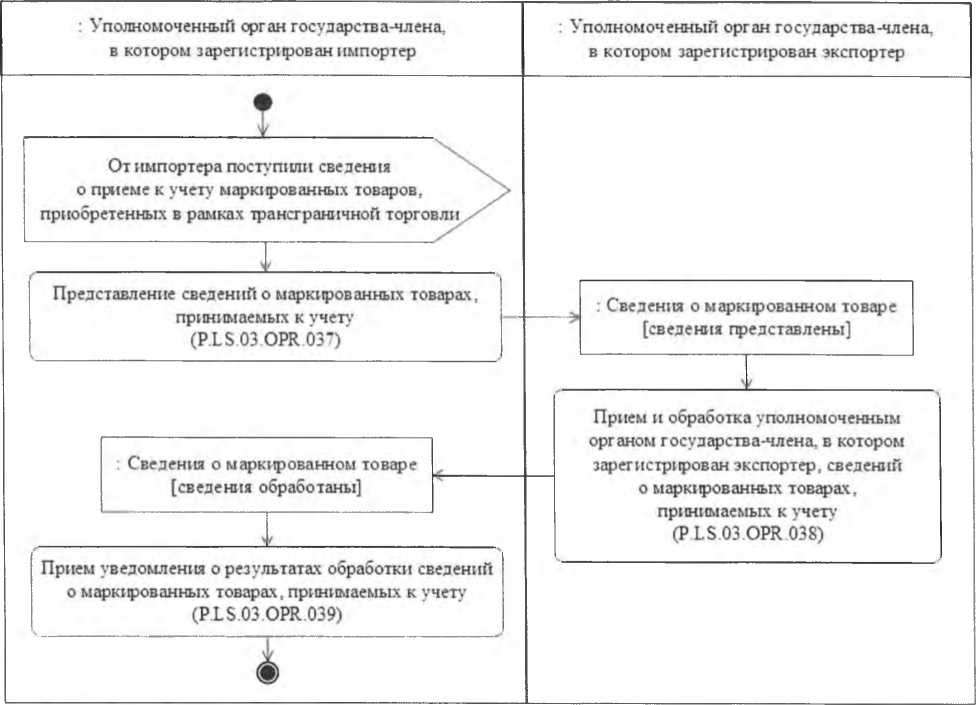 : Уполномоченный орган государства-члена,
в котором зарегистрирован импортер
: Уполномоченный орган государства-члена,
в котором зарегистрирован экспортер
От импортера поступили сведения
о приеме к учету маркированных товаров,
приобретенных в рамках трансграничной торговли
Представление сведений о маркированных товарах,
принимаемых к учету
(P.LS.03.OPR.037)
: Сведения о маркированном товаре
[сведения представлены]
Прием и обработка уполномоченным
органом государства-члена, в котором
зарегистрирован экспортер, сведений
о маркированных товарах,
принимаемых к учету
(P.LS.03.OPR.038)
: Сведения о маркированном товаре
[сведения обработаны]
Прием уведомления о результатах обработки сведений
о маркированных товарах, принимаемых к учету
(P.LS.03.OPR.039)